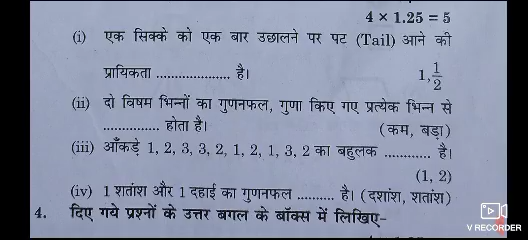 4 × 1.25 = 5
(i) एक सिक्के को एक बार उछालने पर पट (Tail) आने की
प्रायिकता .................... है। 1, 1/2
(ii) दो विषम भिन्नों का गुणनफल, गुणा किए गए प्रत्येक भिन्न से
............... होता है। (कम, बड़ा)
(iii) आँकड़े 1, 2, 3, 3, 2, 1, 2, 1, 3, 2 का बहुलक ............ है।
(1, 2)
(iv) 1 शतांश और 1 दहाई का गुणनफल .......... है। (दशांश, शतांश)
4. दिए गये प्रश्नों के उत्तर बगल के बॉक्स में लिखिए–
V RECORDER